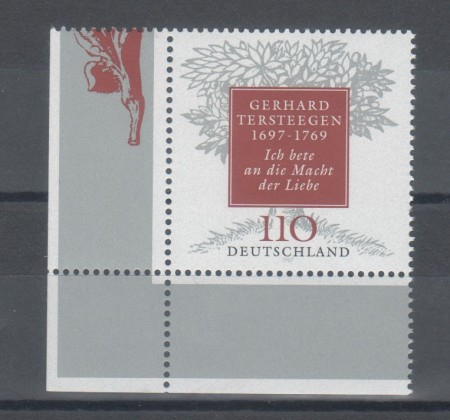 GERHARD
TERSTEEGEN
1697-1769
Ich bete
an die Macht
der Liebe
110
DEUTSCHLAND